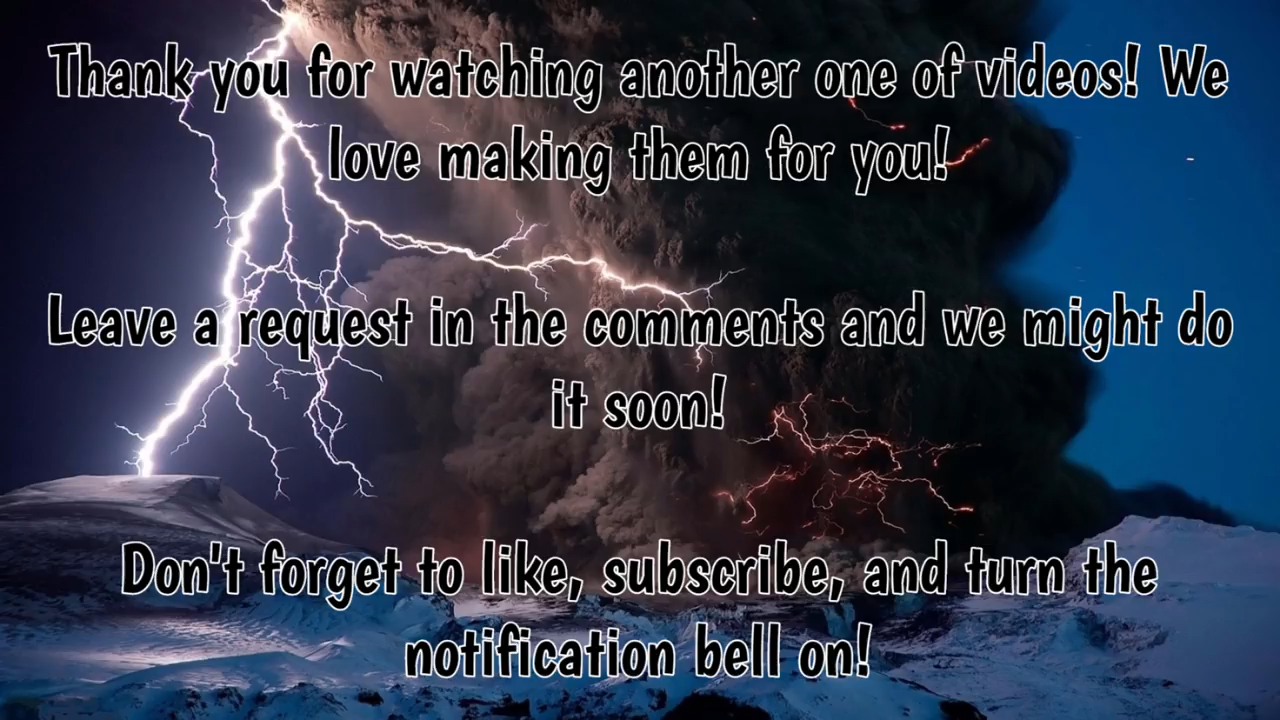 Thank you for watching another one of videos! We
love making them for you!
Leave a request in the comments and we might do
it soon!
Don't forget to like, subscribe, and turn the
notification bell on!